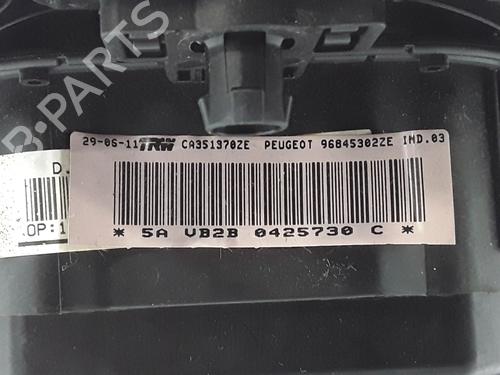 B-PARTS
29-06-11 TRW CA351370ZE PEUGEOT 96845302ZE IND.03
D.
OP:1
* 5A VB2B 0425730 C *